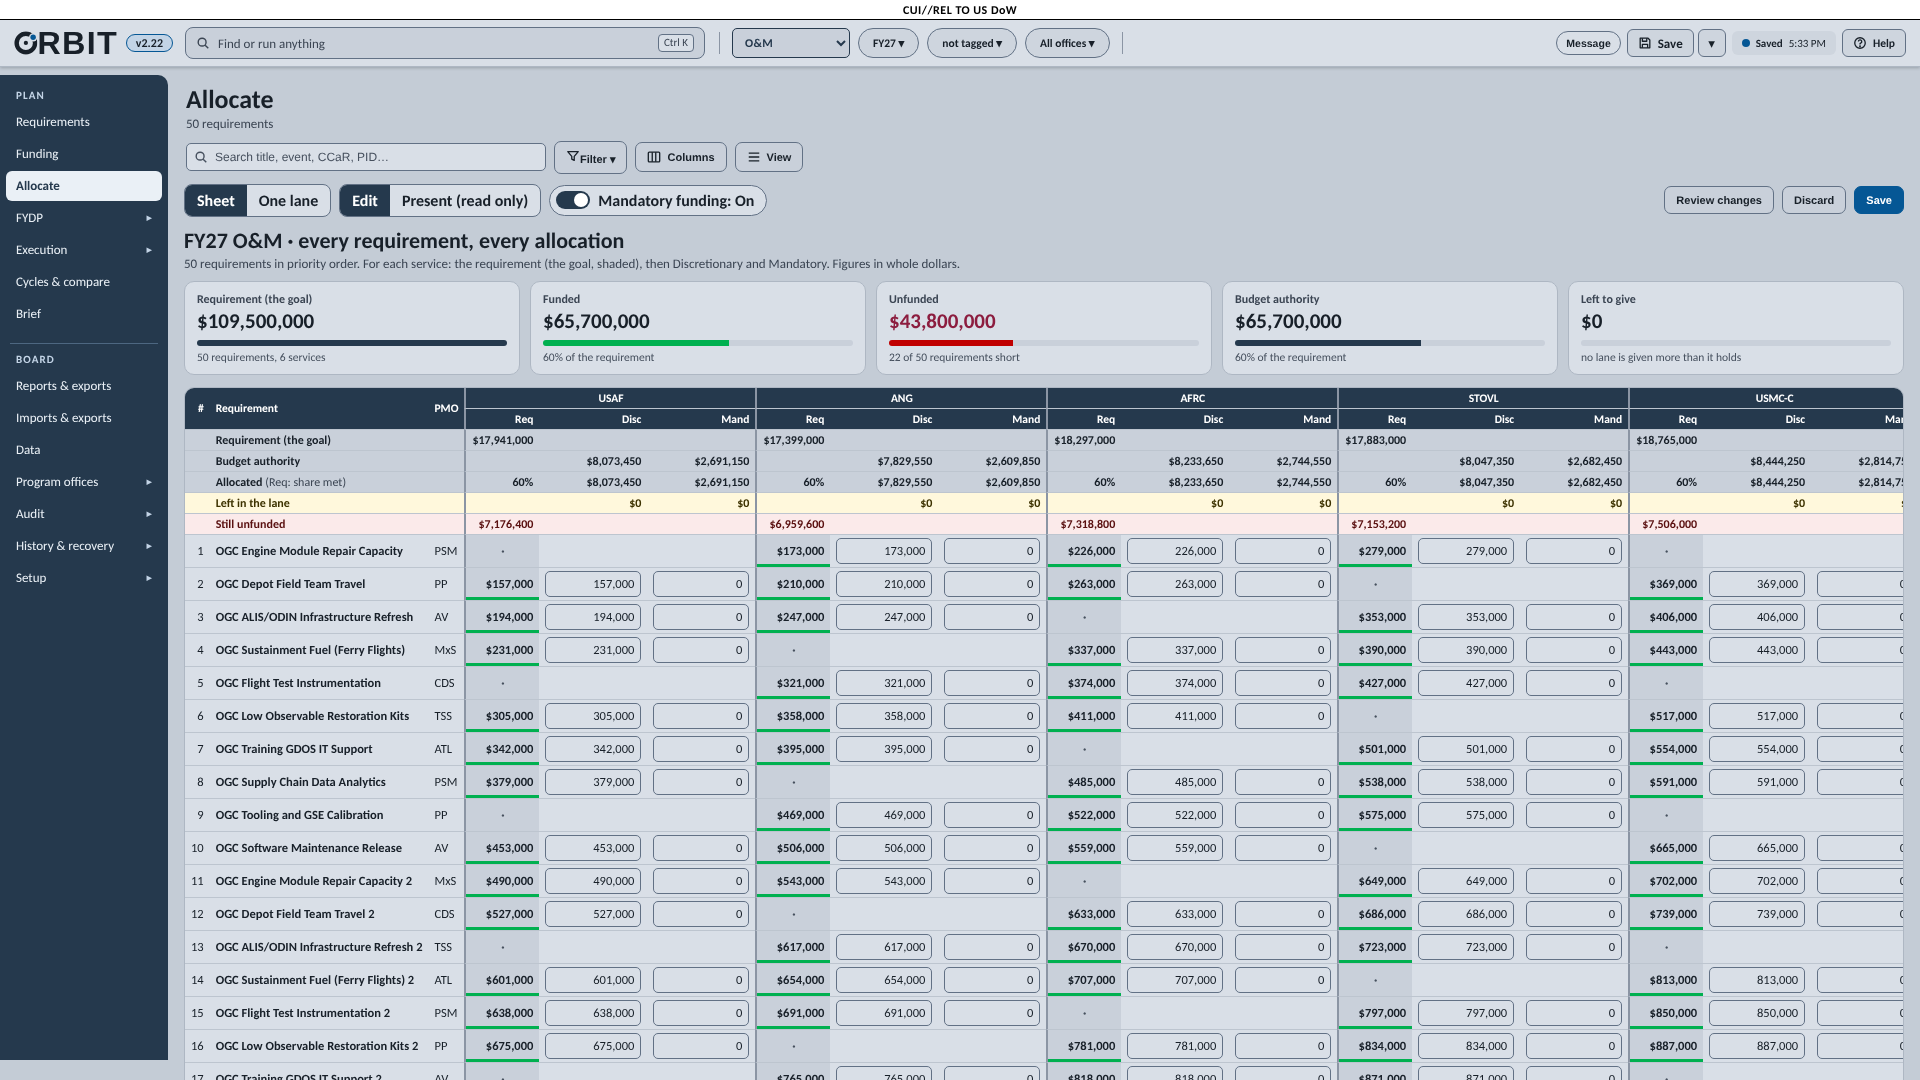 CUI//REL TO US DoW
ORBIT v2.22 Find or run anything Ctrl K O&M FY27 ▾ not tagged ▾ All offices ▾ Message Save ▾ Saved 5:33 PM Help
PLAN
Requirements
Funding
Allocate
FYDP ▸
Execution ▸
Cycles & compare
Brief
BOARD
Reports & exports
Imports & exports
Data
Program offices ▸
Audit ▸
History & recovery ▸
Setup ▸
Allocate
50 requirements
Search title, event, CCaR, PID… Filter ▾ Columns View
Sheet One lane Edit Present (read only) Mandatory funding: On Review changes Discard Save
FY27 O&M · every requirement, every allocation
50 requirements in priority order. For each service: the requirement (the goal, shaded), then Discretionary and Mandatory. Figures in whole dollars.
Requirement (the goal)
$109,500,000
50 requirements, 6 services
Funded
$65,700,000
60% of the requirement
Unfunded
$43,800,000
22 of 50 requirements short
Budget authority
$65,700,000
60% of the requirement
Left to give
$0
no lane is given more than it holds
USAF ANG AFRC STOVL USMC-C
# Requirement PMO Req Disc Mand Req Disc Mand Req Disc Mand Req Disc Mand Req Disc
Requirement (the goal) $17,941,000 $17,399,000 $18,297,000 $17,883,000 $18,765,000
Budget authority $8,073,450 $2,691,150 $7,829,550 $2,609,850 $8,233,650 $2,744,550 $8,047,350 $2,682,450 $8,444,250
Allocated (Req: share met) 60% $8,073,450 $2,691,150 60% $7,829,550 $2,609,850 60% $8,233,650 $2,744,550 60% $8,047,350 $2,682,450 60% $8,444,250
Left in the lane $0 $0 $0 $0 $0 $0 $0 $0 $0
Still unfunded $7,176,400 $6,959,600 $7,318,800 $7,153,200 $7,506,000
1 OGC Engine Module Repair Capacity PSM · $173,000 173,000 0 $226,000 226,000 0 $279,000 279,000 0 ·
2 OGC Depot Field Team Travel PP $157,000 157,000 0 $210,000 210,000 0 $263,000 263,000 0 · $369,000 369,000
3 OGC ALIS/ODIN Infrastructure Refresh AV $194,000 194,000 0 $247,000 247,000 0 · $353,000 353,000 0 $406,000 406,000
4 OGC Sustainment Fuel (Ferry Flights) MxS $231,000 231,000 0 · $337,000 337,000 0 $390,000 390,000 0 $443,000 443,000
5 OGC Flight Test Instrumentation CDS · $321,000 321,000 0 $374,000 374,000 0 $427,000 427,000 0 ·
6 OGC Low Observable Restoration Kits TSS $305,000 305,000 0 $358,000 358,000 0 $411,000 411,000 0 · $517,000 517,000
7 OGC Training GDOS IT Support ATL $342,000 342,000 0 $395,000 395,000 0 · $501,000 501,000 0 $554,000 554,000
8 OGC Supply Chain Data Analytics PSM $379,000 379,000 0 · $485,000 485,000 0 $538,000 538,000 0 $591,000 591,000
9 OGC Tooling and GSE Calibration PP · $469,000 469,000 0 $522,000 522,000 0 $575,000 575,000 0 ·
10 OGC Software Maintenance Release AV $453,000 453,000 0 $506,000 506,000 0 $559,000 559,000 0 · $665,000 665,000
11 OGC Engine Module Repair Capacity 2 MxS $490,000 490,000 0 $543,000 543,000 0 · $649,000 649,000 0 $702,000 702,000
12 OGC Depot Field Team Travel 2 CDS $527,000 527,000 0 · $633,000 633,000 0 $686,000 686,000 0 $739,000 739,000
13 OGC ALIS/ODIN Infrastructure Refresh 2 TSS · $617,000 617,000 0 $670,000 670,000 0 $723,000 723,000 0 ·
14 OGC Sustainment Fuel (Ferry Flights) 2 ATL $601,000 601,000 0 $654,000 654,000 0 $707,000 707,000 0 · $813,000 813,000
15 OGC Flight Test Instrumentation 2 PSM $638,000 638,000 0 $691,000 691,000 0 · $797,000 797,000 0 $850,000 850,000
16 OGC Low Observable Restoration Kits 2 PP $675,000 675,000 0 · $781,000 781,000 0 $834,000 834,000 0 $887,000 887,000
17 OGC Training GDOS IT Support 2 AV · $765,000 765,000 0 $818,000 818,000 0 $871,000 871,000 0 ·